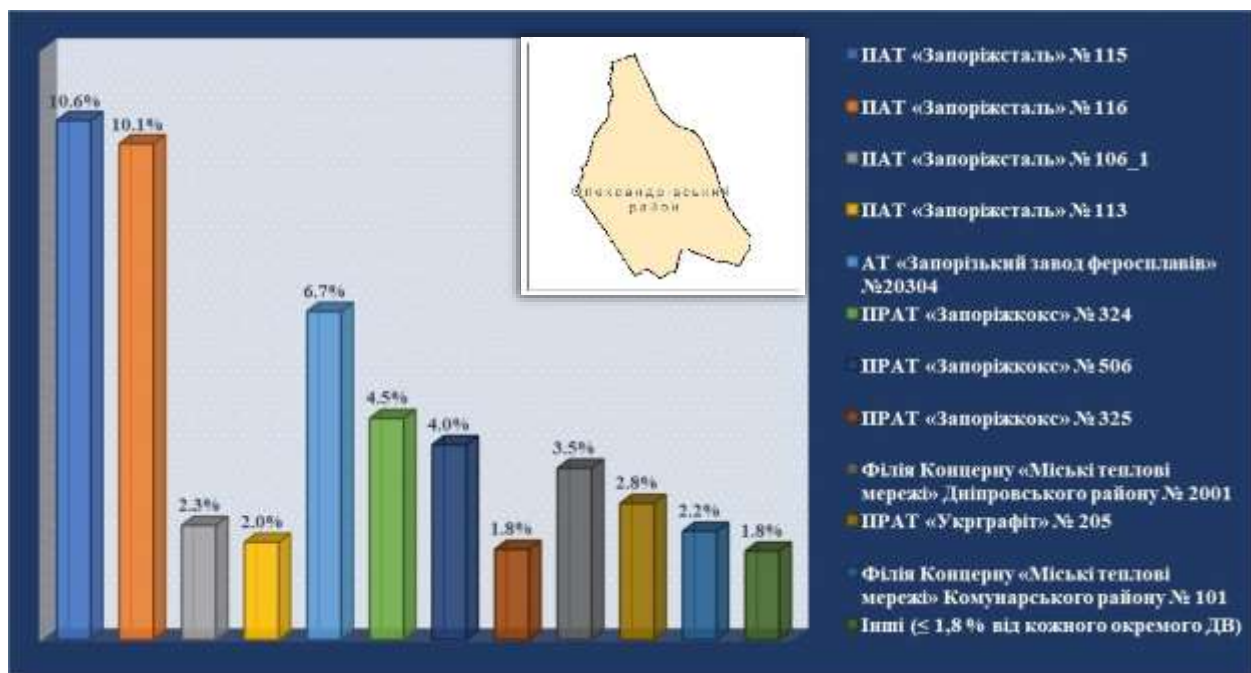 10.6%
10.1%
2.3%
2.0%
6.7%
4.5%
4.0%
1.8%
3.5%
2.8%
2.2%
1.8%
Олександрівський
район
ПАТ «Запоріжсталь» № 115
ПАТ «Запоріжсталь» № 116
ПАТ «Запоріжсталь» № 106_1
ПАТ «Запоріжсталь» № 113
АТ «Запорізький завод феросплавів»
№20304
ПРАТ «Запоріжкокс» № 324
ПРАТ «Запоріжкокс» № 506
ПРАТ «Запоріжкокс» № 325
Філія Концерну «Міські теплові
мережі» Дніпровського району № 2001
ПРАТ «Укрграфіт» № 205
Філія Концерну «Міські теплові
мережі» Комунарського району № 101
Інші (≤ 1,8 % від кожного окремого ДВ)